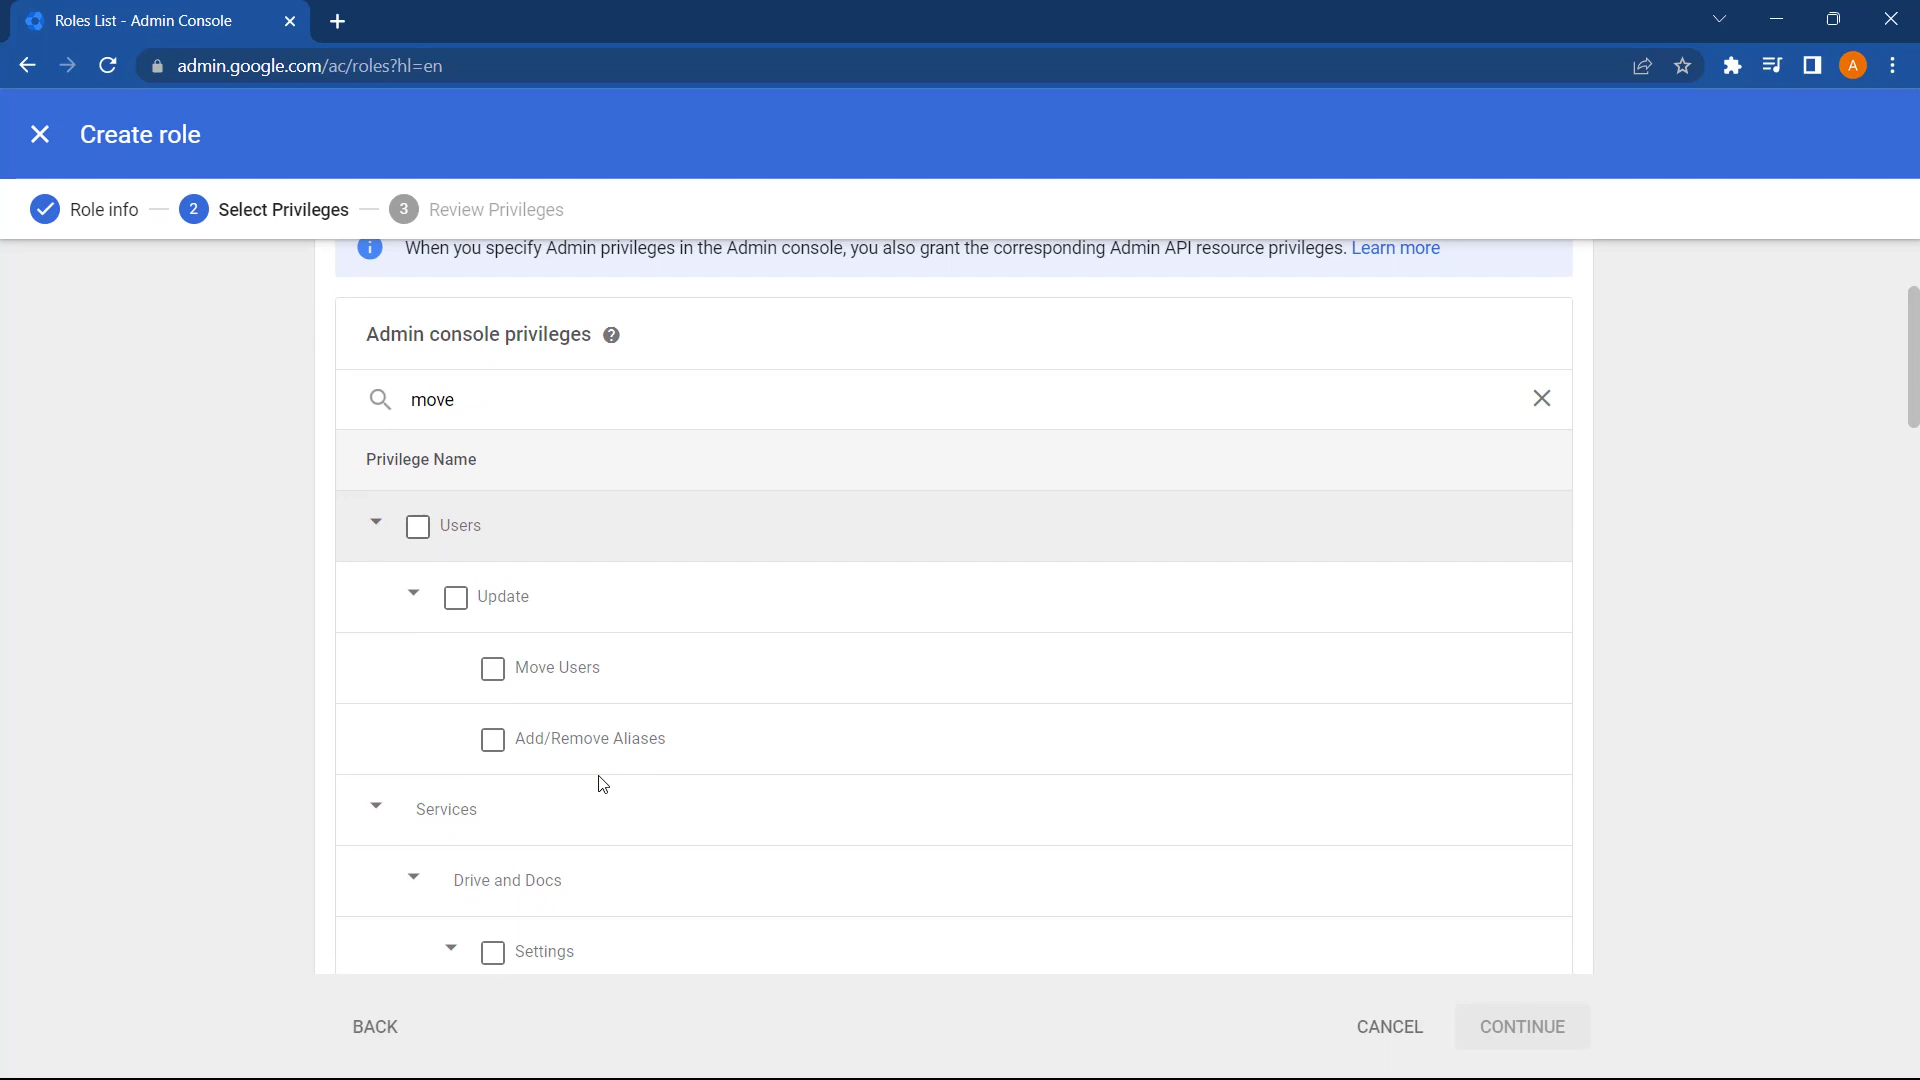 Roles List - Admin Console
admin.google.com/ac/roles?hl=en
A
Create role
Role info
2 Select Privileges
3 Review Privileges
When you specify Admin privileges in the Admin console, you also grant the corresponding Admin API resource privileges. Learn more
Admin console privileges
move
Privilege Name
Users
Update
Move Users
Add/Remove Aliases
Services
Drive and Docs
Settings
BACK
CANCEL
CONTINUE